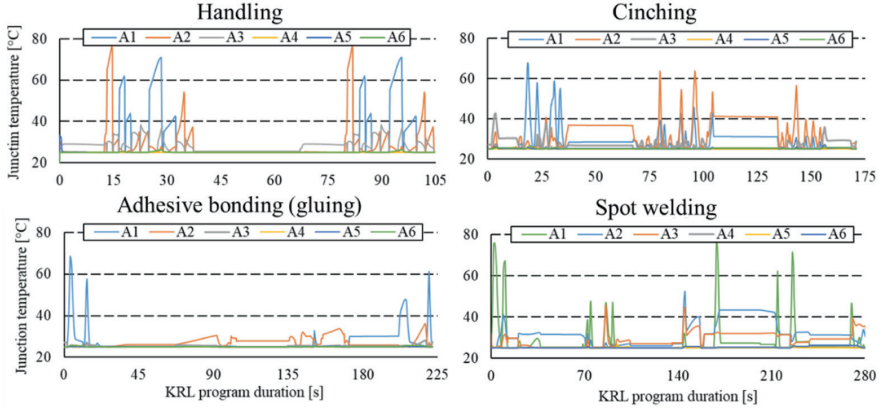 Handling
Cinching
Junctim temperature [°C]
80
60
40
20
A1 A2 A3 A4 A5 A6
0 15 30 45 60 75 90 105
80
60
40
20
A1 A2 A3 A4 A5 A6
0 25 50 75 100 125 150 175
Adhesive bonding (gluing)
Spot welding
Junction temperature [°C]
80
60
40
20
A1 A2 A3 A4 A5 A6
0 45 90 135 180 225
KRL program duration [s]
80
60
40
20
A1 A2 A3 A4 A5 A6
0 70 140 210 280
KRL program duration [s]